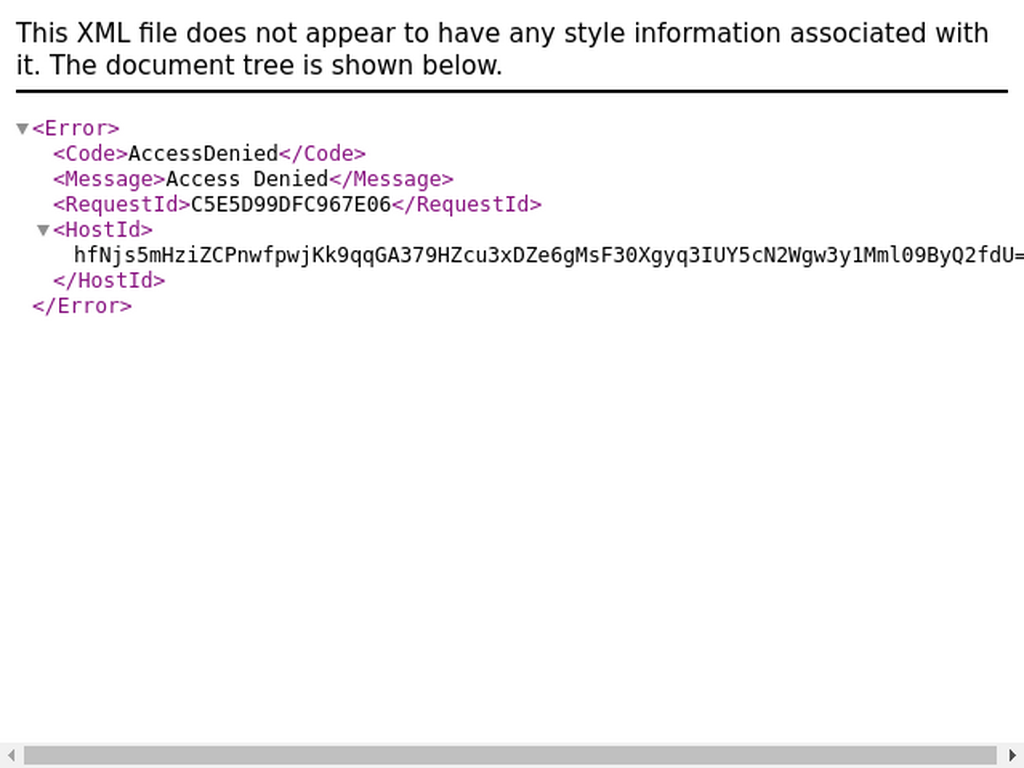 This XML file does not appear to have any style information associated with
it. The document tree is shown below.
▼<Error>
<Code>AccessDenied</Code>
<Message>Access Denied</Message>
<RequestId>C5E5D99DFC967E06</RequestId>
▼<HostId>
hfNjs5mHziZCPnwfpwjKk9qqGA379HZcu3xDZe6gMsF30Xgyq3IUY5cN2Wgw3y1Mml09ByQ2fdU=
</HostId>
</Error>